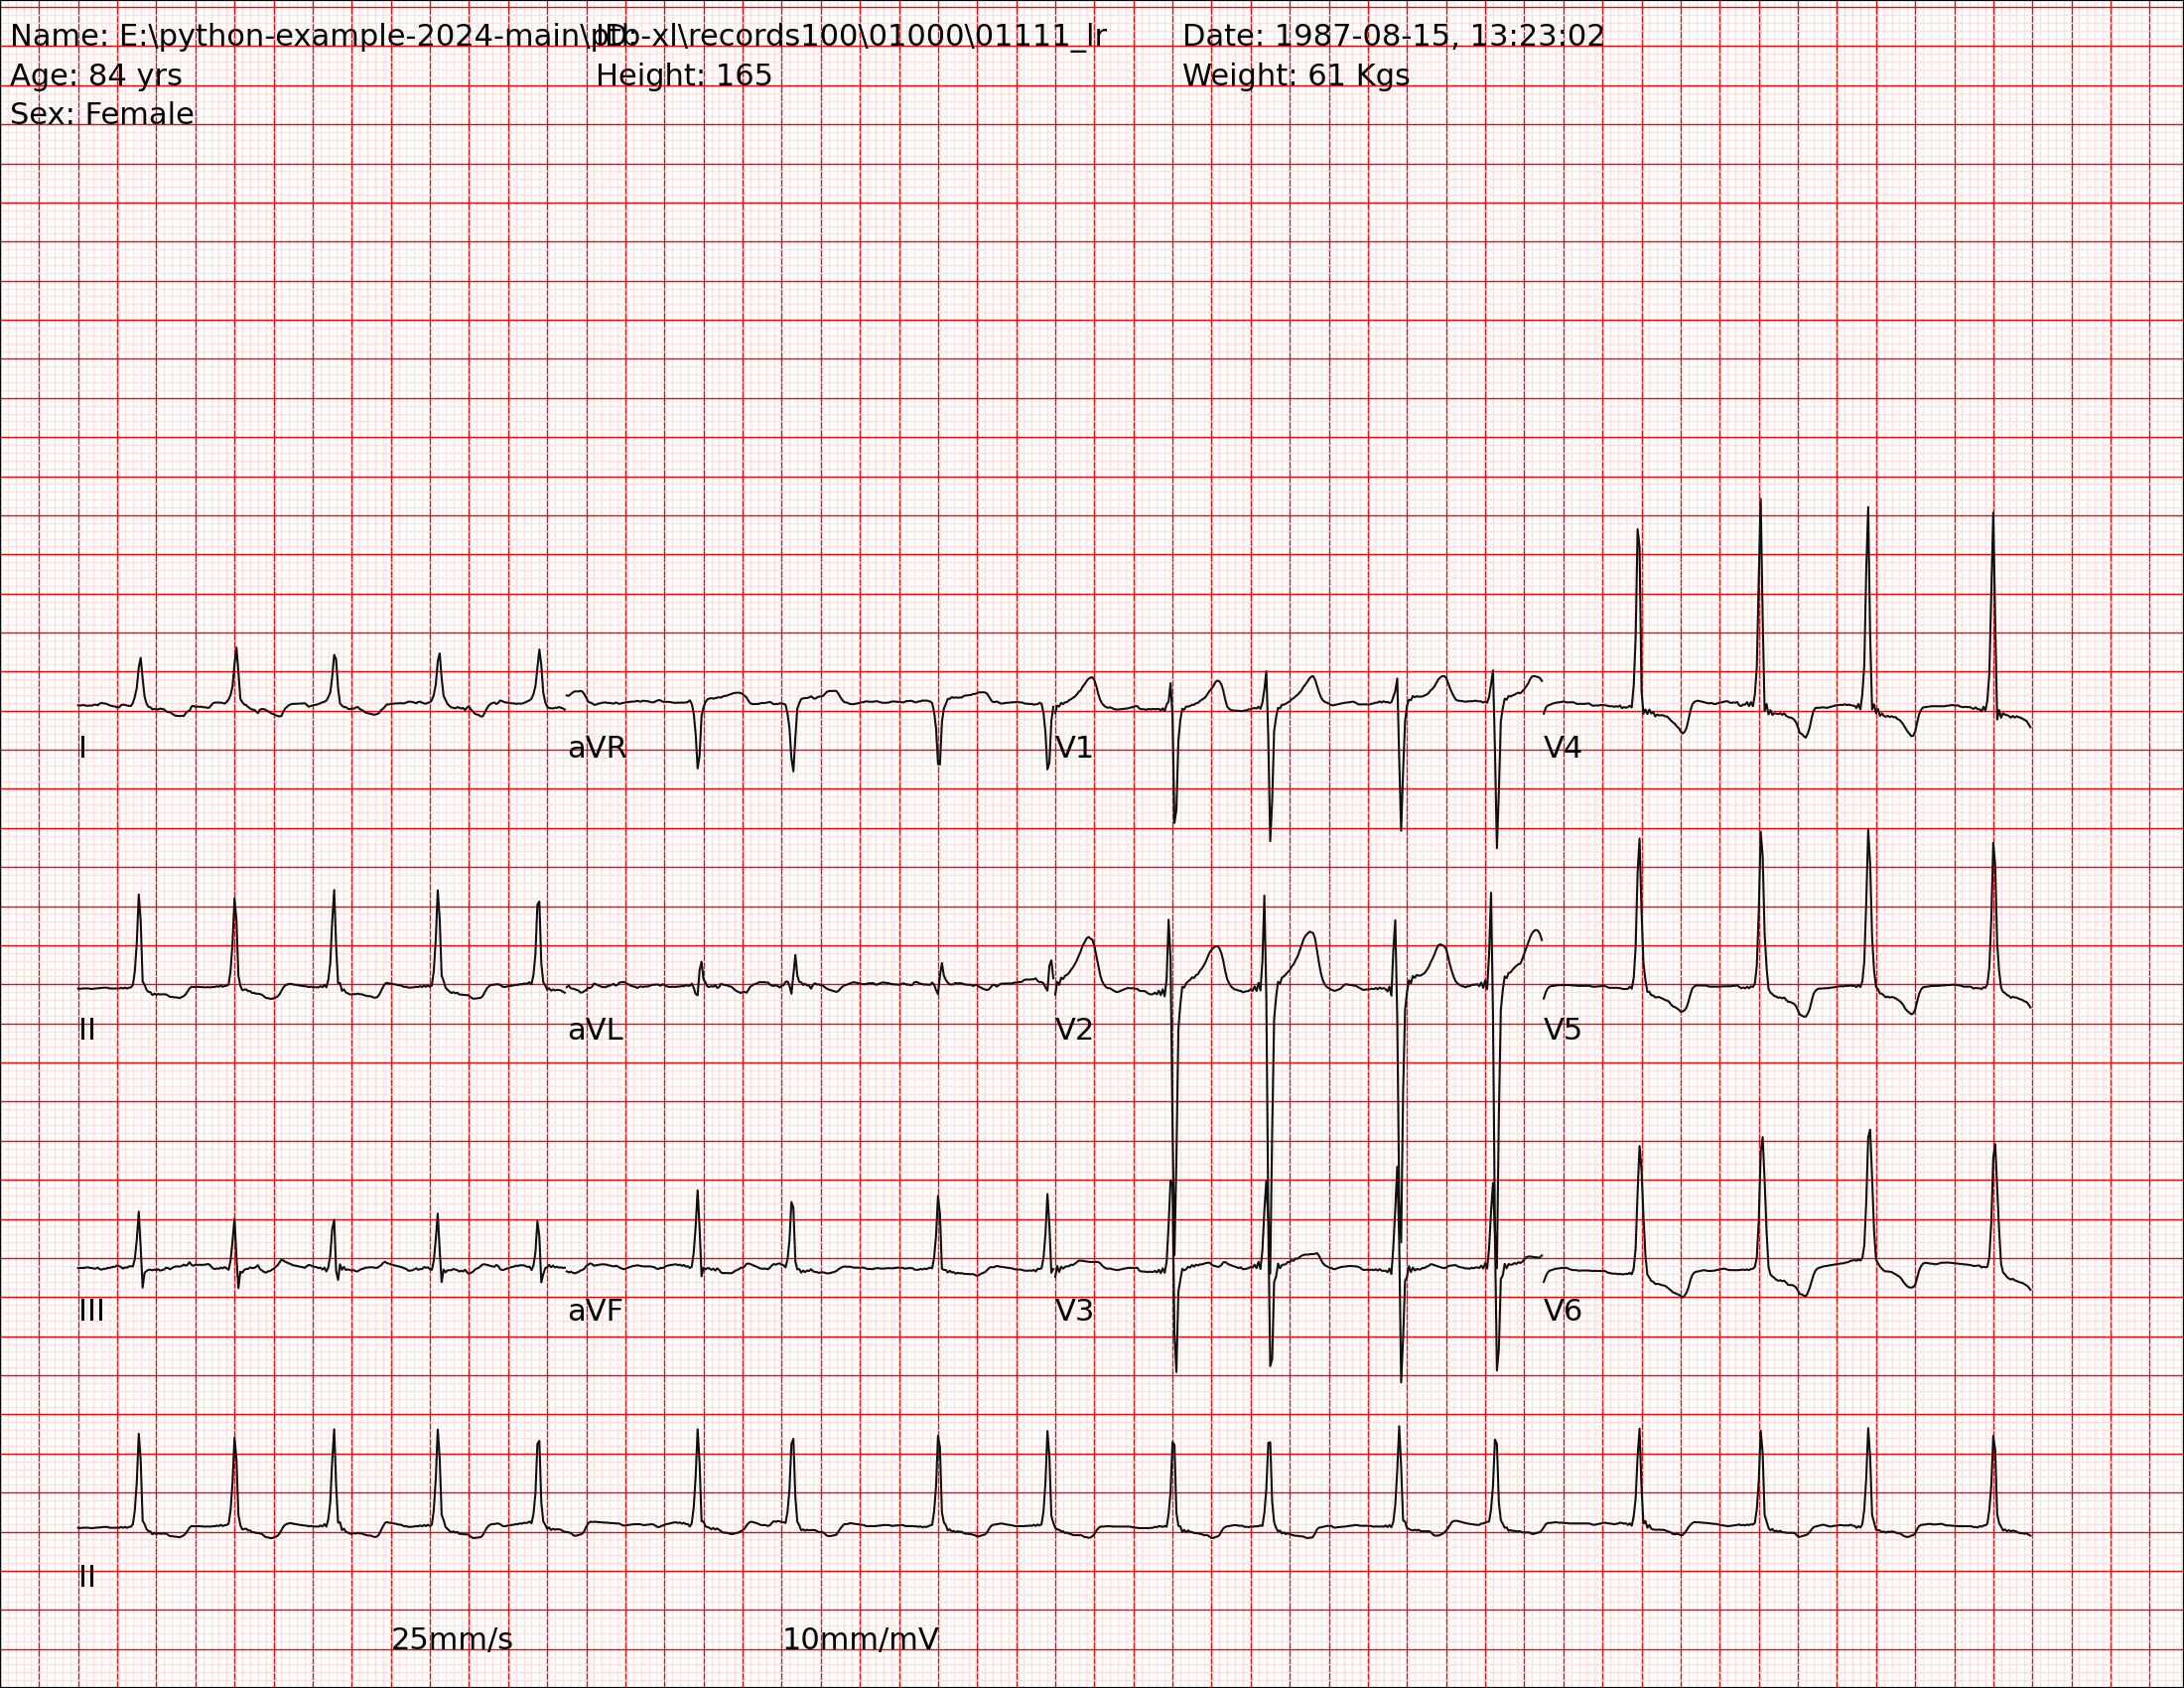 Name: E:\python-example-2024-main\ptb-xl\records100\01000\01111_lr ID: Date: 1987-08-15, 13:23:02
Age: 84 yrs Height: 165 Weight: 61 Kgs
Sex: Female
I aVR V1 V4
II aVL V2 V5
III aVF V3 V6
II
25mm/s 10mm/mV